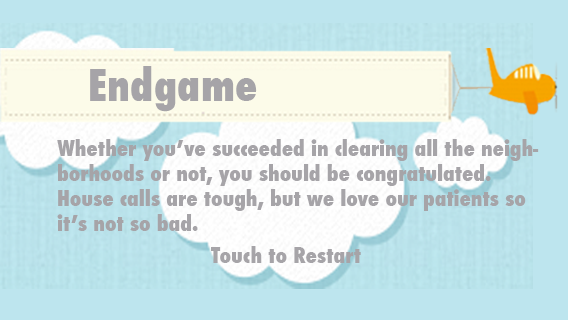 Endgame
Whether you've succeeded in clearing all the neigh-
borhoods or not, you should be congratulated.
House calls are tough, but we love our patients so
it's not so bad.
Touch to Restart